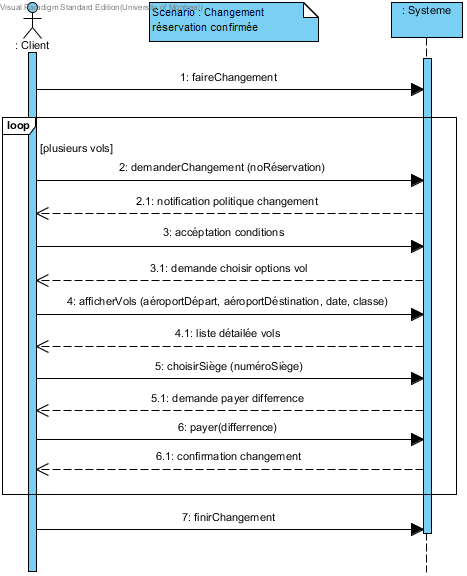 Visual Paradigm Standard Edition(University of Montreal)
Scenario : Changement
réservation confirmée
: Client
: Systeme
1: faireChangement
loop
[plusieurs vols]
2: demanderChangement (noRéservation)
2.1: notification politique changement
3: accéptation conditions
3.1: demande choisir options vol
4: afficherVols (aéroportDépart, aéroportDéstination, date, classe)
4.1: liste détailée vols
5: choisirSiège (numéroSiège)
5.1: demande payer differrence
6: payer(differrence)
6.1: confirmation changement
7: finirChangement